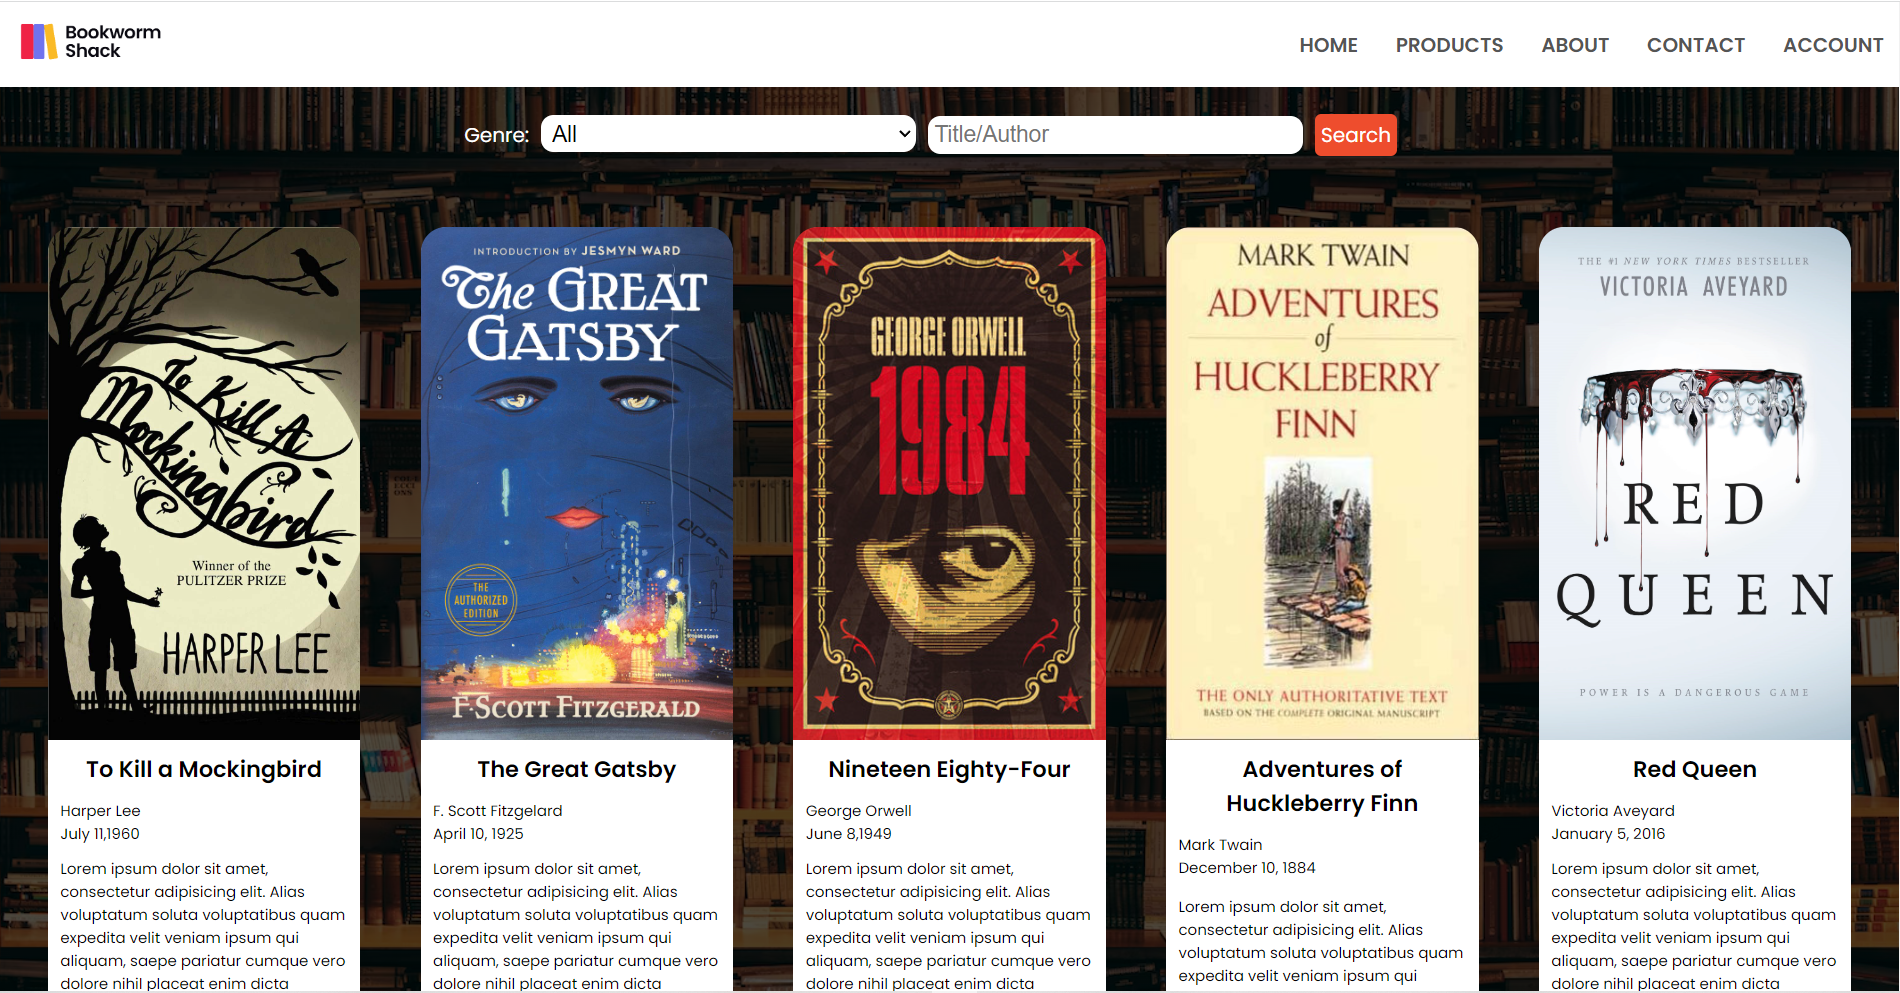 Bookworm
Shack
HOME PRODUCTS ABOUT CONTACT ACCOUNT
Genre: All Title/Author Search
To Kill A
Mockingbird
Winner of the
PULITZER PRIZE
HARPER LEE
INTRODUCTION BY JESMYN WARD
The GREAT
GATSBY
THE
AUTHORIZED
EDITION
F. SCOTT FITZGERALD
GEORGE ORWELL
1984
MARK TWAIN
ADVENTURES
of
HUCKLEBERRY
FINN
THE ONLY AUTHORITATIVE TEXT
BASED ON THE COMPLETE ORIGINAL MANUSCRIPT
THE #1 NEW YORK TIMES BESTSELLER
VICTORIA AVEYARD
RED
QUEEN
POWER IS A DANGEROUS GAME
To Kill a Mockingbird
Harper Lee
July 11,1960
Lorem ipsum dolor sit amet,
consectetur adipisicing elit. Alias
voluptatum soluta voluptatibus quam
expedita velit veniam ipsum qui
aliquam, saepe pariatur cumque vero
dolore nihil placeat enim dicta
The Great Gatsby
F. Scott Fitzgelard
April 10, 1925
Lorem ipsum dolor sit amet,
consectetur adipisicing elit. Alias
voluptatum soluta voluptatibus quam
expedita velit veniam ipsum qui
aliquam, saepe pariatur cumque vero
dolore nihil placeat enim dicta
Nineteen Eighty-Four
George Orwell
June 8,1949
Lorem ipsum dolor sit amet,
consectetur adipisicing elit. Alias
voluptatum soluta voluptatibus quam
expedita velit veniam ipsum qui
aliquam, saepe pariatur cumque vero
dolore nihil placeat enim dicta
Adventures of
Huckleberry Finn
Mark Twain
December 10, 1884
Lorem ipsum dolor sit amet,
consectetur adipisicing elit. Alias
voluptatum soluta voluptatibus quam
expedita velit veniam ipsum qui
Red Queen
Victoria Aveyard
January 5, 2016
Lorem ipsum dolor sit amet,
consectetur adipisicing elit. Alias
voluptatum soluta voluptatibus quam
expedita velit veniam ipsum qui
aliquam, saepe pariatur cumque vero
dolore nihil placeat enim dicta